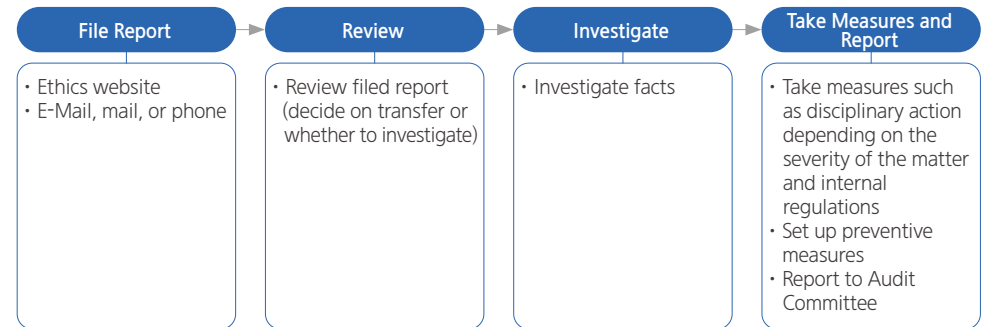 File Report
· Ethics website
· E-Mail, mail, or phone
Review
· Review filed report
(decide on transfer or
whether to investigate)
Investigate
· Investigate facts
Take Measures and
Report
· Take measures such
as disciplinary action
depending on the
severity of the matter
and internal
regulations
· Set up preventive
measures
· Report to Audit
Committee